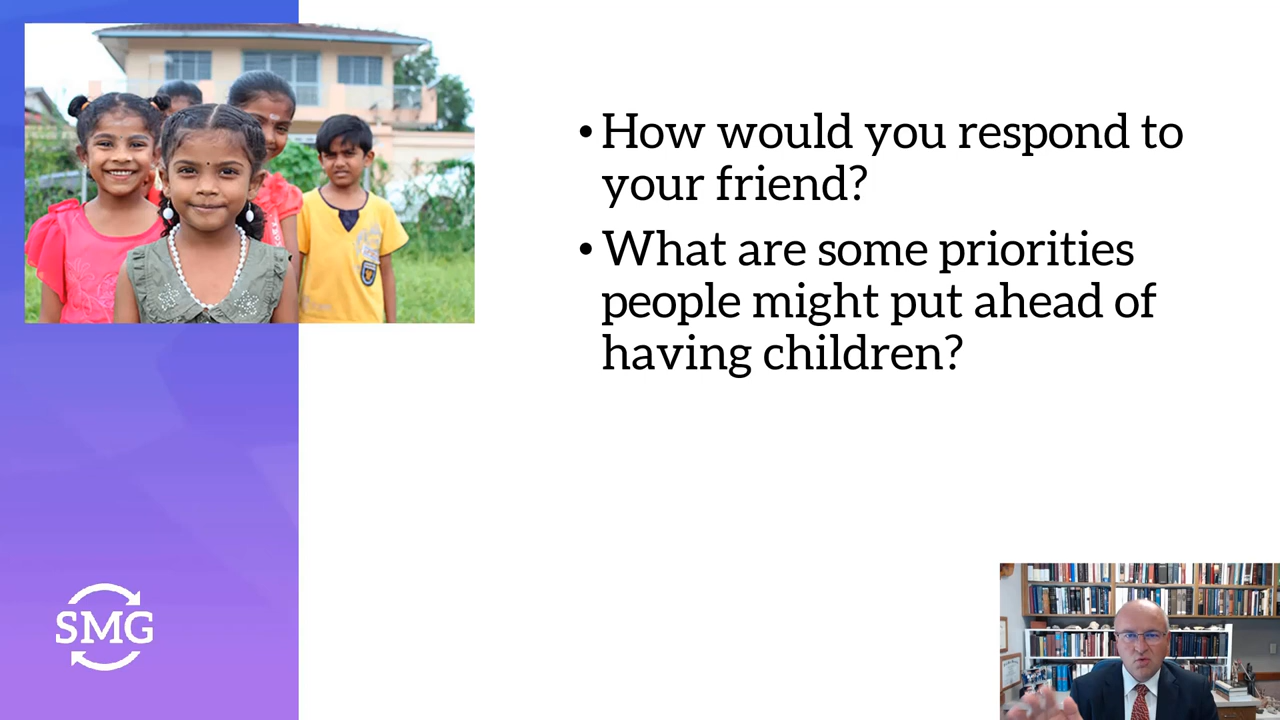 • How would you respond to
your friend?
• What are some priorities
people might put ahead of
having children?
SMG